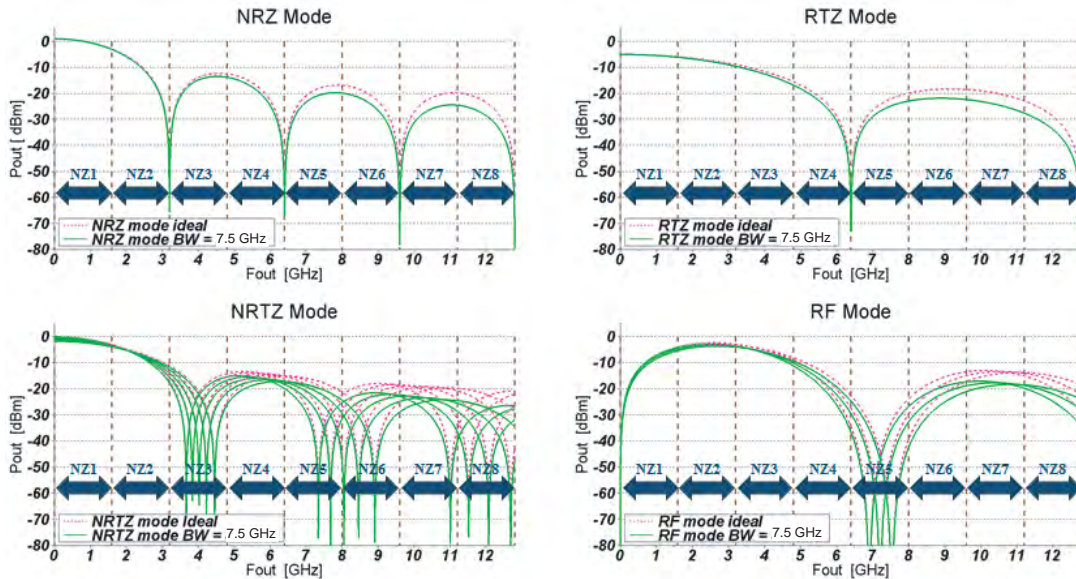 NRZ Mode
Pout [dBm]
0
-10
-20
-30
-40
-50
-60
-70
-80
NZ1 NZ2 NZ3 NZ4 NZ5 NZ6 NZ7 NZ8
NRZ mode ideal
NRZ mode BW = 7.5 GHz
0 1 2 3 4 5 6 7 8 9 10 11 12
Fout [GHz]
RTZ Mode
Pout [dBm]
0
-10
-20
-30
-40
-50
-60
-70
-80
NZ1 NZ2 NZ3 NZ4 NZ5 NZ6 NZ7 NZ8
RTZ mode ideal
RTZ mode BW = 7.5 GHz
0 1 2 3 4 5 6 7 8 9 10 11 12
Fout [GHz]
NRTZ Mode
Pout [dBm]
0
-10
-20
-30
-40
-50
-60
-70
-80
NZ1 NZ2 NZ3 NZ4 NZ5 NZ6 NZ7 NZ8
NRTZ mode Ideal
NRTZ mode BW = 7.5 GHz
0 1 2 3 4 5 6 7 8 9 10 11 12
Fout [GHz]
RF Mode
Pout [dBm]
0
-10
-20
-30
-40
-50
-60
-70
-80
NZ1 NZ2 NZ3 NZ4 NZ5 NZ6 NZ7 NZ8
RF mode ideal
RF mode BW = 7.5 GHz
0 1 2 3 4 5 6 7 8 9 10 11 12
Fout [GHz]